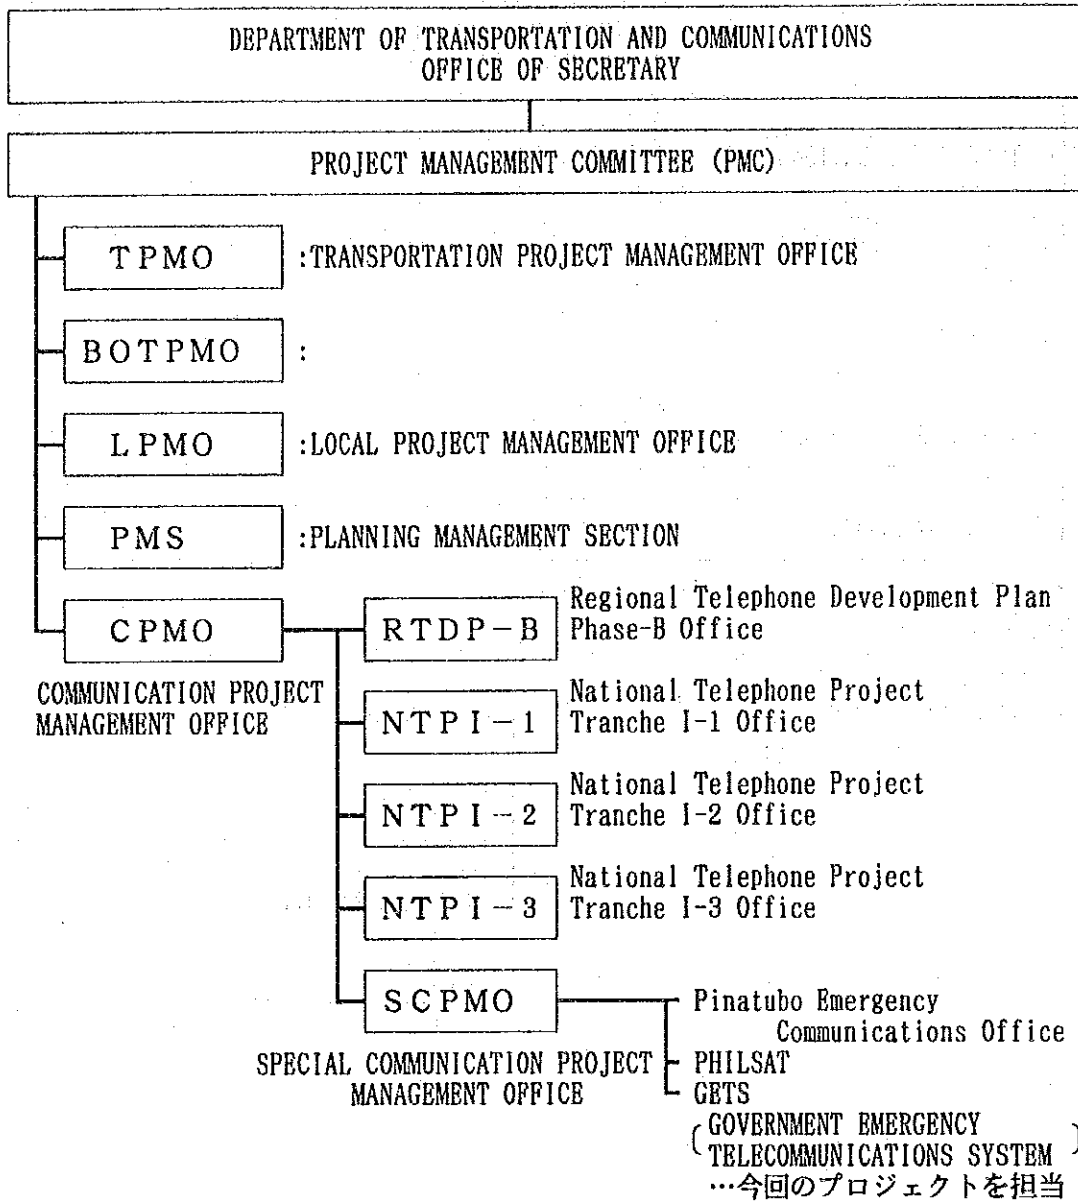 DEPARTMENT OF TRANSPORTATION AND COMMUNICATIONS
OFFICE OF SECRETARY
PROJECT MANAGEMENT COMMITTEE (PMC)
TPMO :TRANSPORTATION PROJECT MANAGEMENT OFFICE
BOTPMO :
LPMO :LOCAL PROJECT MANAGEMENT OFFICE
PMS :PLANNING MANAGEMENT SECTION
CPMO
COMMUNICATION PROJECT
MANAGEMENT OFFICE
RTDP-B
Regional Telephone Development Plan
Phase-B Office
NTPI-1
National Telephone Project
Tranche I-1 Office
NTPI-2
National Telephone Project
Tranche I-2 Office
NTPI-3
National Telephone Project
Tranche I-3 Office
SCPMO
SPECIAL COMMUNICATION PROJECT
MANAGEMENT OFFICE
Pinatubo Emergency
Communications Office
PHILSAT
GETS
(GOVERNMENT EMERGENCY
TELECOMMUNICATIONS SYSTEM)
…今回のプロジェクトを担当